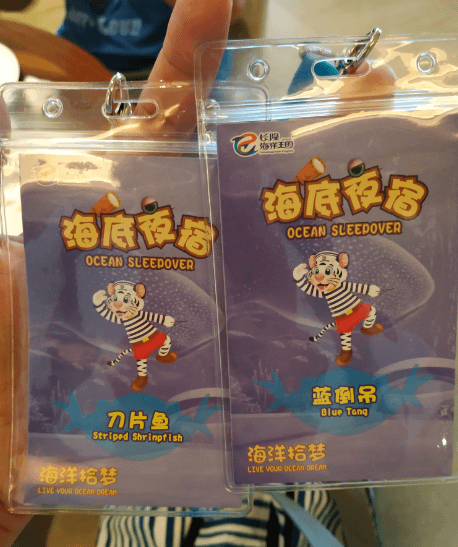 海底夜宿
OCEAN SLEEPOVER
刀片鱼
Striped Shrimpfish
海洋拾梦
LIVE YOUR OCEAN DREAM
长隆
海洋王国
海底夜宿
OCEAN SLEEPOVER
蓝倒吊
Blue Tang
海洋拾梦
LIVE YOUR OCEAN DREAM